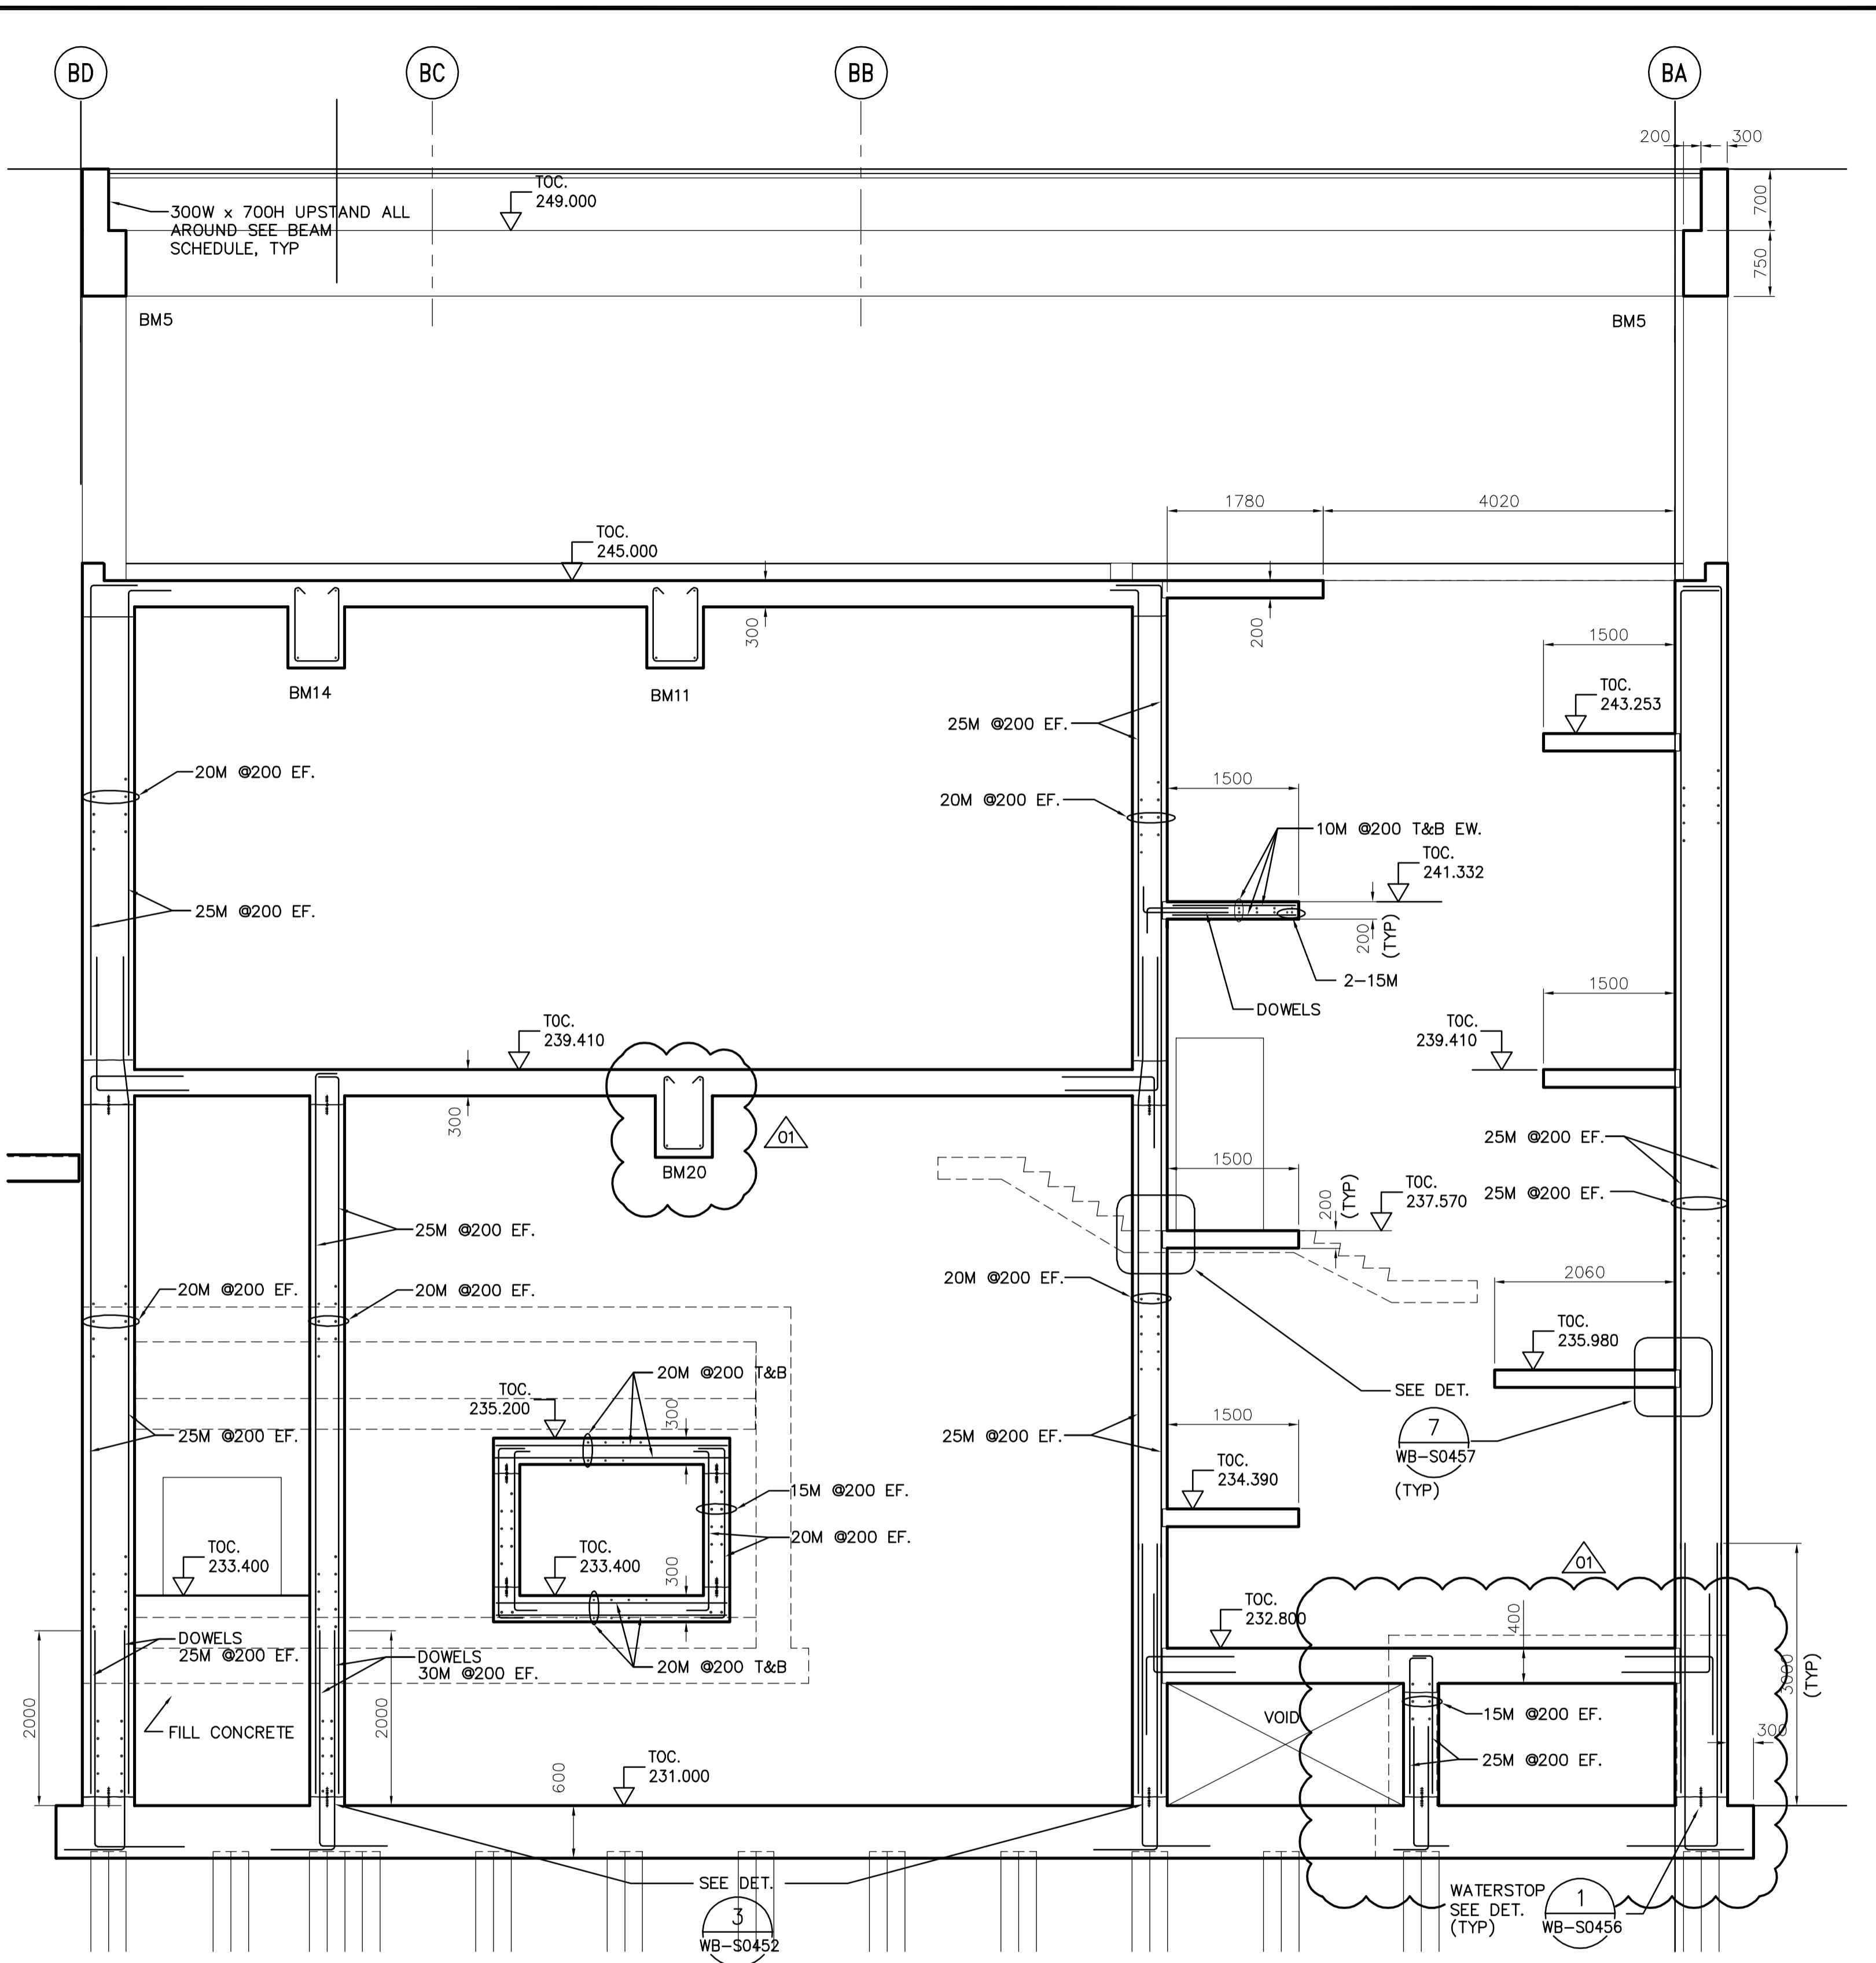 BD
BC
BB
BA
200
300
TOC.
249.000
300W x 700H UPSTAND ALL
AROUND SEE BEAM
SCHEDULE, TYP
700
750
BM5
BM5
1780
4020
TOC.
245.000
300
200
1500
BM14
BM11
TOC.
243.253
25M @200 EF.
20M @200 EF.
20M @200 EF.
1500
10M @200 T&B EW.
TOC.
241.332
25M @200 EF.
200
(TYP)
2-15M
DOWELS
1500
TOC.
239.410
TOC.
239.410
300
01
BM20
25M @200 EF.
1500
200
(TYP)
TOC.
237.570
25M @200 EF.
25M @200 EF.
20M @200 EF.
20M @200 EF.
20M @200 EF.
2060
TOC.
235.980
20M @200 T&B
TOC.
235.200
300
SEE DET.
7
WB-S0457
(TYP)
1500
25M @200 EF.
25M @200 EF.
TOC.
234.390
15M @200 EF.
20M @200 EF.
TOC.
233.400
TOC.
233.400
300
01
TOC.
232.800
400
DOWELS
25M @200 EF.
DOWELS
30M @200 EF.
20M @200 T&B
3000
(TYP)
2000
2000
FILL CONCRETE
VOID
15M @200 EF.
300
25M @200 EF.
TOC.
231.000
600
SEE DET.
3
WB-S0452
WATERSTOP
SEE DET.
(TYP)
1
WB-S0456